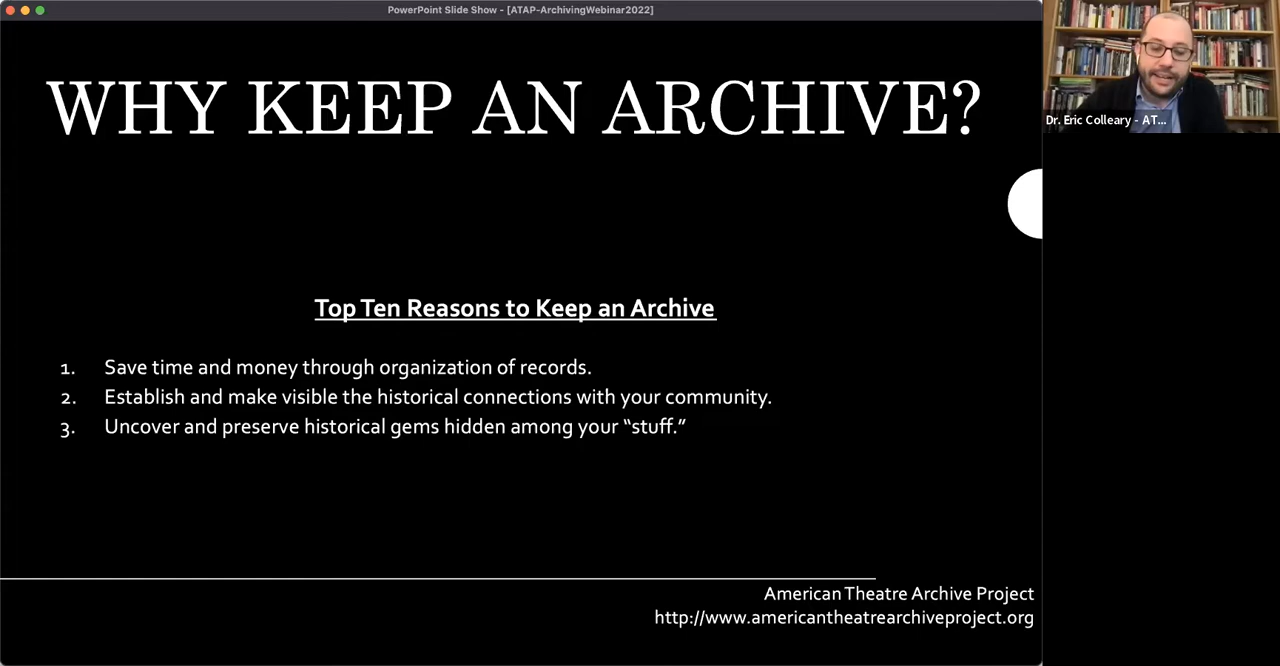 PowerPoint Slide Show - [ATAP-ArchivingWebinar2022]
WHY KEEP AN ARCHIVE?
Dr. Eric Colleary - AT...
Top Ten Reasons to Keep an Archive
1. Save time and money through organization of records.
2. Establish and make visible the historical connections with your community.
3. Uncover and preserve historical gems hidden among your “stuff.”
American Theatre Archive Project
http://www.americantheatrearchiveproject.org